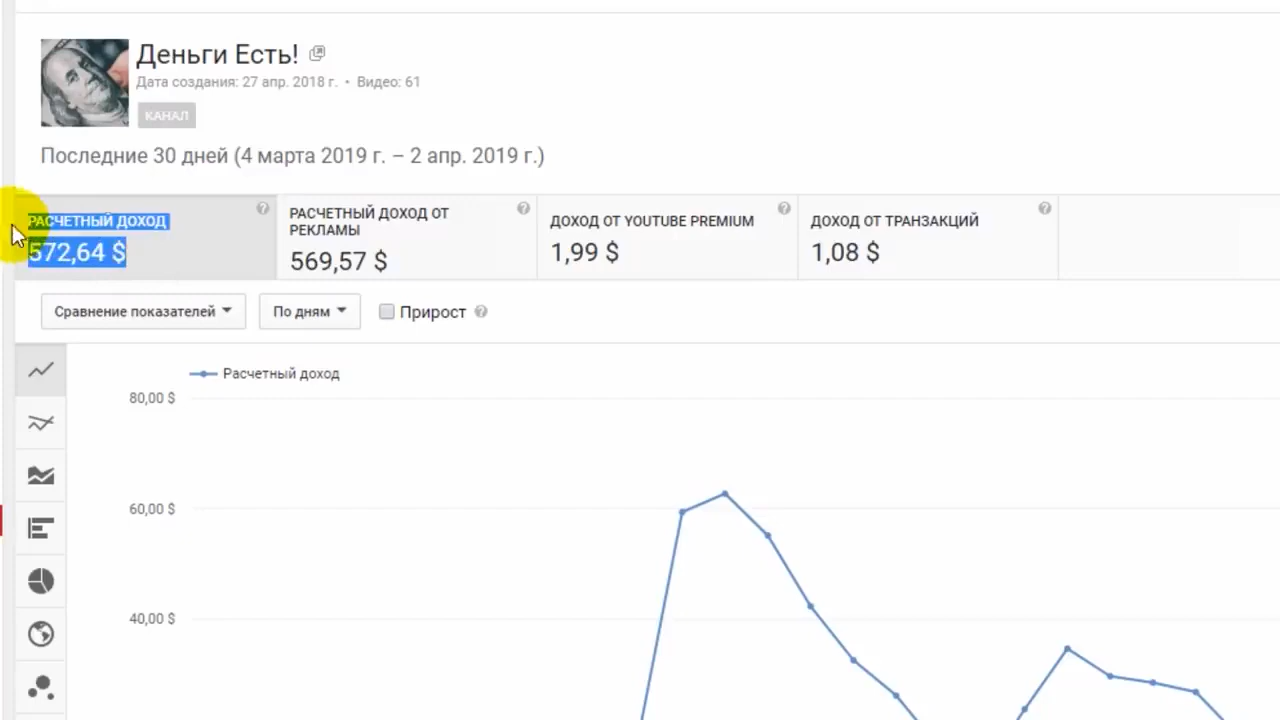 Деньги Есть!
Дата создания: 27 апр. 2018 г. • Видео: 61
КАНАЛ
Последние 30 дней (4 марта 2019 г. – 2 апр. 2019 г.)
РАСЧЕТНЫЙ ДОХОД
572,64 $
РАСЧЕТНЫЙ ДОХОД ОТ
РЕКЛАМЫ
569,57 $
ДОХОД ОТ YOUTUBE PREMIUM
1,99 $
ДОХОД ОТ ТРАНЗАКЦИЙ
1,08 $
Сравнение показателей
По дням
Прирост
Расчетный доход
80,00 $
60,00 $
40,00 $